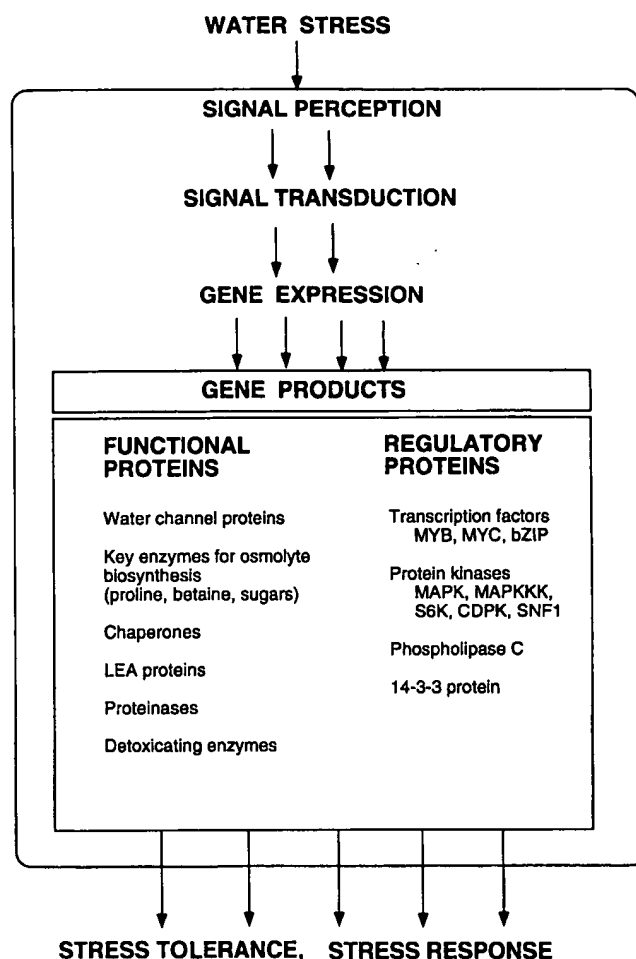 WATER STRESS
SIGNAL PERCEPTION
SIGNAL TRANSDUCTION
GENE EXPRESSION
GENE PRODUCTS
FUNCTIONAL
PROTEINS
Water channel proteins
Key enzymes for osmolyte
biosynthesis
(proline, betaine, sugars)
Chaperones
LEA proteins
Proteinases
Detoxicating enzymes
REGULATORY
PROTEINS
Transcription factors
MYB, MYC, bZIP
Protein kinases
MAPK, MAPKKK,
S6K, CDPK, SNF1
Phospholipase C
14-3-3 protein
STRESS TOLERANCE, STRESS RESPONSE